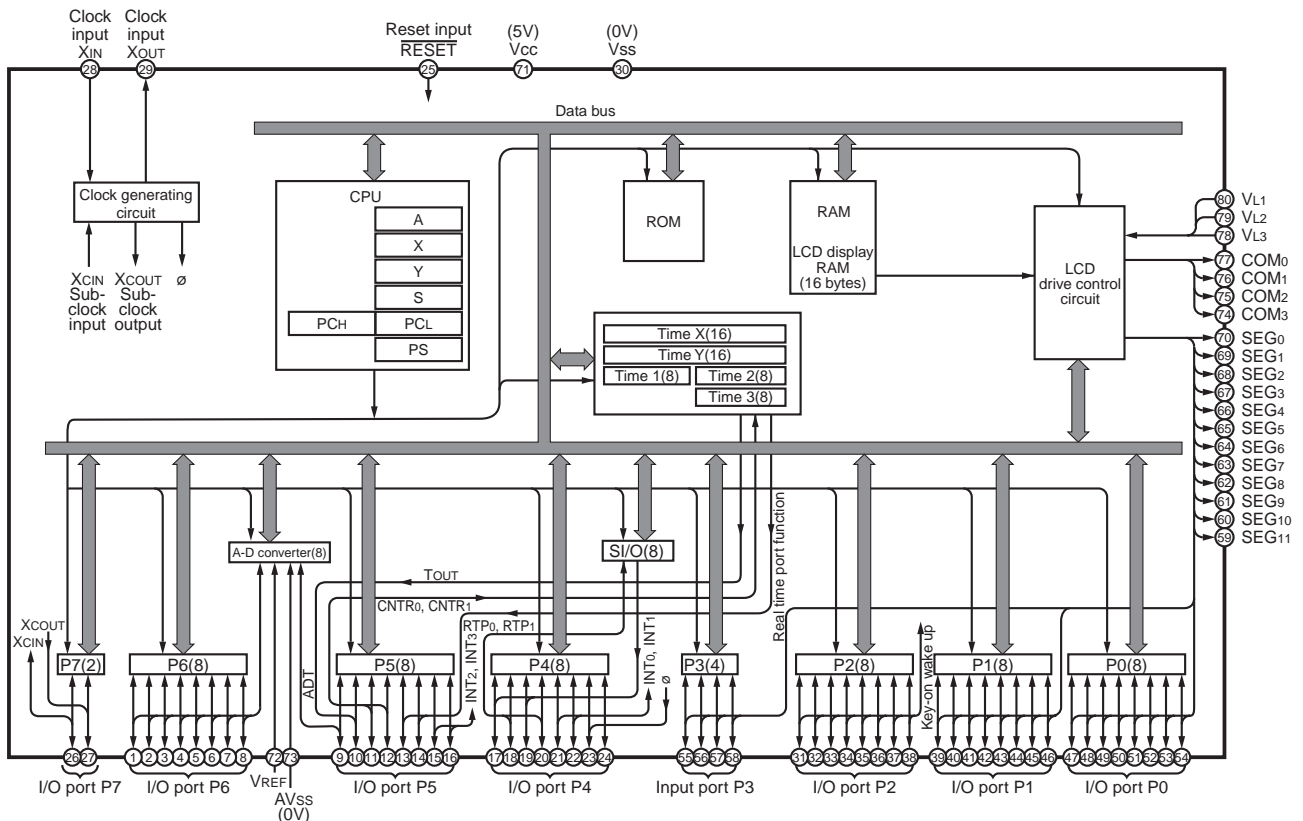 Clock
input
XIN
Clock
input
XOUT
Reset input
RESET
(5V)
VCC
(0V)
VSS
28
29
25
71
30
Data bus
Clock generating
circuit
XCIN
Sub-
clock
input
XCOUT
Sub-
clock
output
ø
CPU
A
X
Y
S
PCH
PCL
PS
ROM
RAM
LCD display
RAM
(16 bytes)
LCD
drive control
circuit
Time X(16)
Time Y(16)
Time 1(8)
Time 2(8)
Time 3(8)
80 VL1
79 VL2
78 VL3
77 COM0
76 COM1
75 COM2
74 COM3
70 SEG0
69 SEG1
68 SEG2
67 SEG3
66 SEG4
65 SEG5
64 SEG6
63 SEG7
62 SEG8
61 SEG9
60 SEG10
59 SEG11
A-D converter(8)
SI/O(8)
TOUT
CNTR0, CNTR1
RTP0, RTP1
Real time port function
XCOUT
XCIN
ADT
INT2, INT3
INT0, INT1
ø
Key-on wake up
P7(2)
P6(8)
P5(8)
P4(8)
P3(4)
P2(8)
P1(8)
P0(8)
26 27
1 2 3 4 5 6 7 8
72 73
9 10 11 12 13 14 15 16
17 18 19 20 21 22 23 24
55 56 57 58
31 32 33 34 35 36 37 38
39 40 41 42 43 44 45 46
47 48 49 50 51 52 53 54
I/O port P7
I/O port P6
VREF
AVSS
(0V)
I/O port P5
I/O port P4
Input port P3
I/O port P2
I/O port P1
I/O port P0